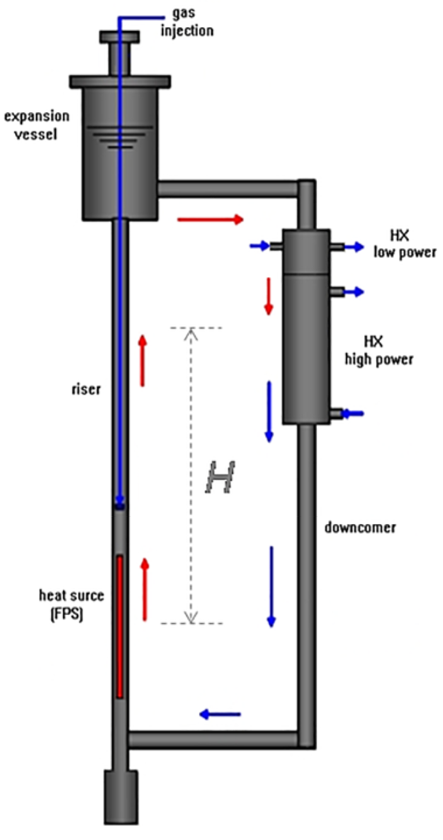 gas
injection
expansion
vessel
HX
low power
HX
high power
riser
H
downcomer
heat surce
(FPS)